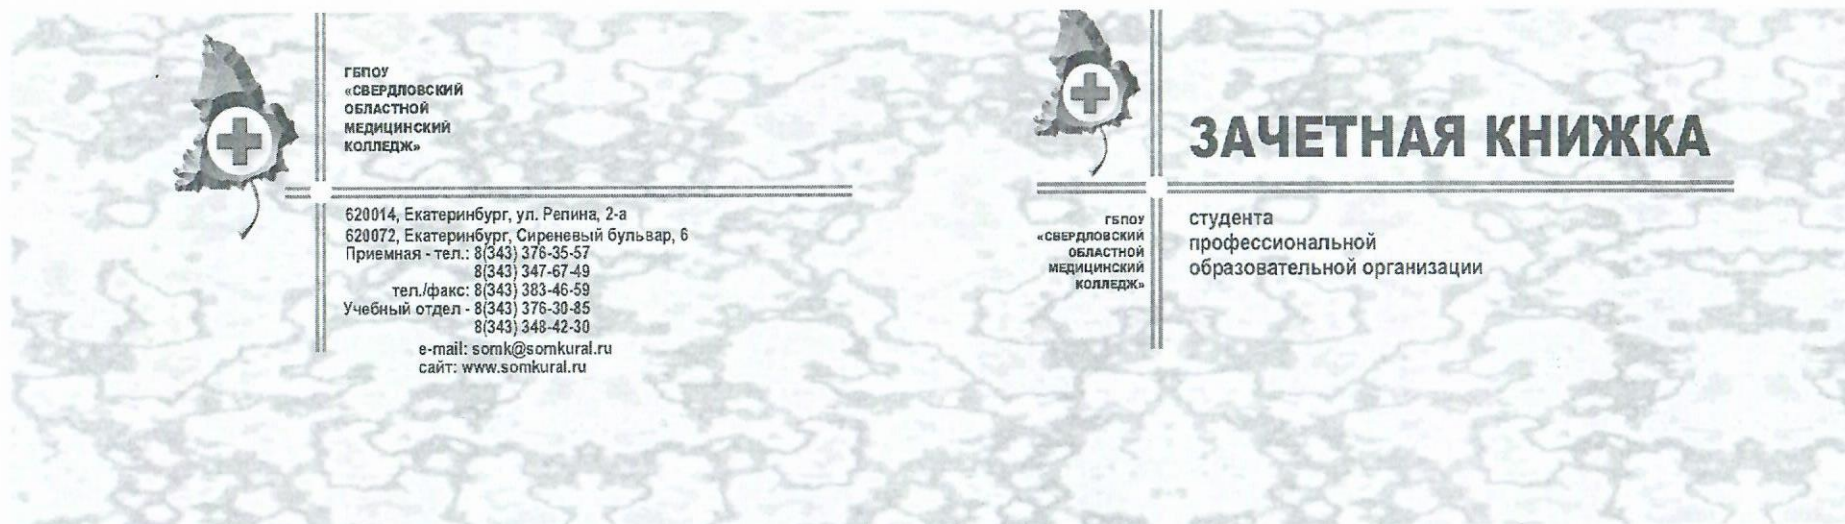 ГБПОУ
«СВЕРДЛОВСКИЙ
ОБЛАСТНОЙ
МЕДИЦИНСКИЙ
КОЛЛЕДЖ»
620014, Екатеринбург, ул. Репина, 2-а
620072, Екатеринбург, Сиреневый бульвар, 6
Приемная - тел.: 8(343) 376-35-57
8(343) 347-67-49
тел./факс: 8(343) 383-46-59
Учебный отдел - 8(343) 376-30-85
8(343) 348-42-30
e-mail: somk@somkural.ru
сайт: www.somkural.ru
ЗАЧЕТНАЯ КНИЖКА
ГБПОУ
«СВЕРДЛОВСКИЙ
ОБЛАСТНОЙ
МЕДИЦИНСКИЙ
КОЛЛЕДЖ»
студента
профессиональной
образовательной организации